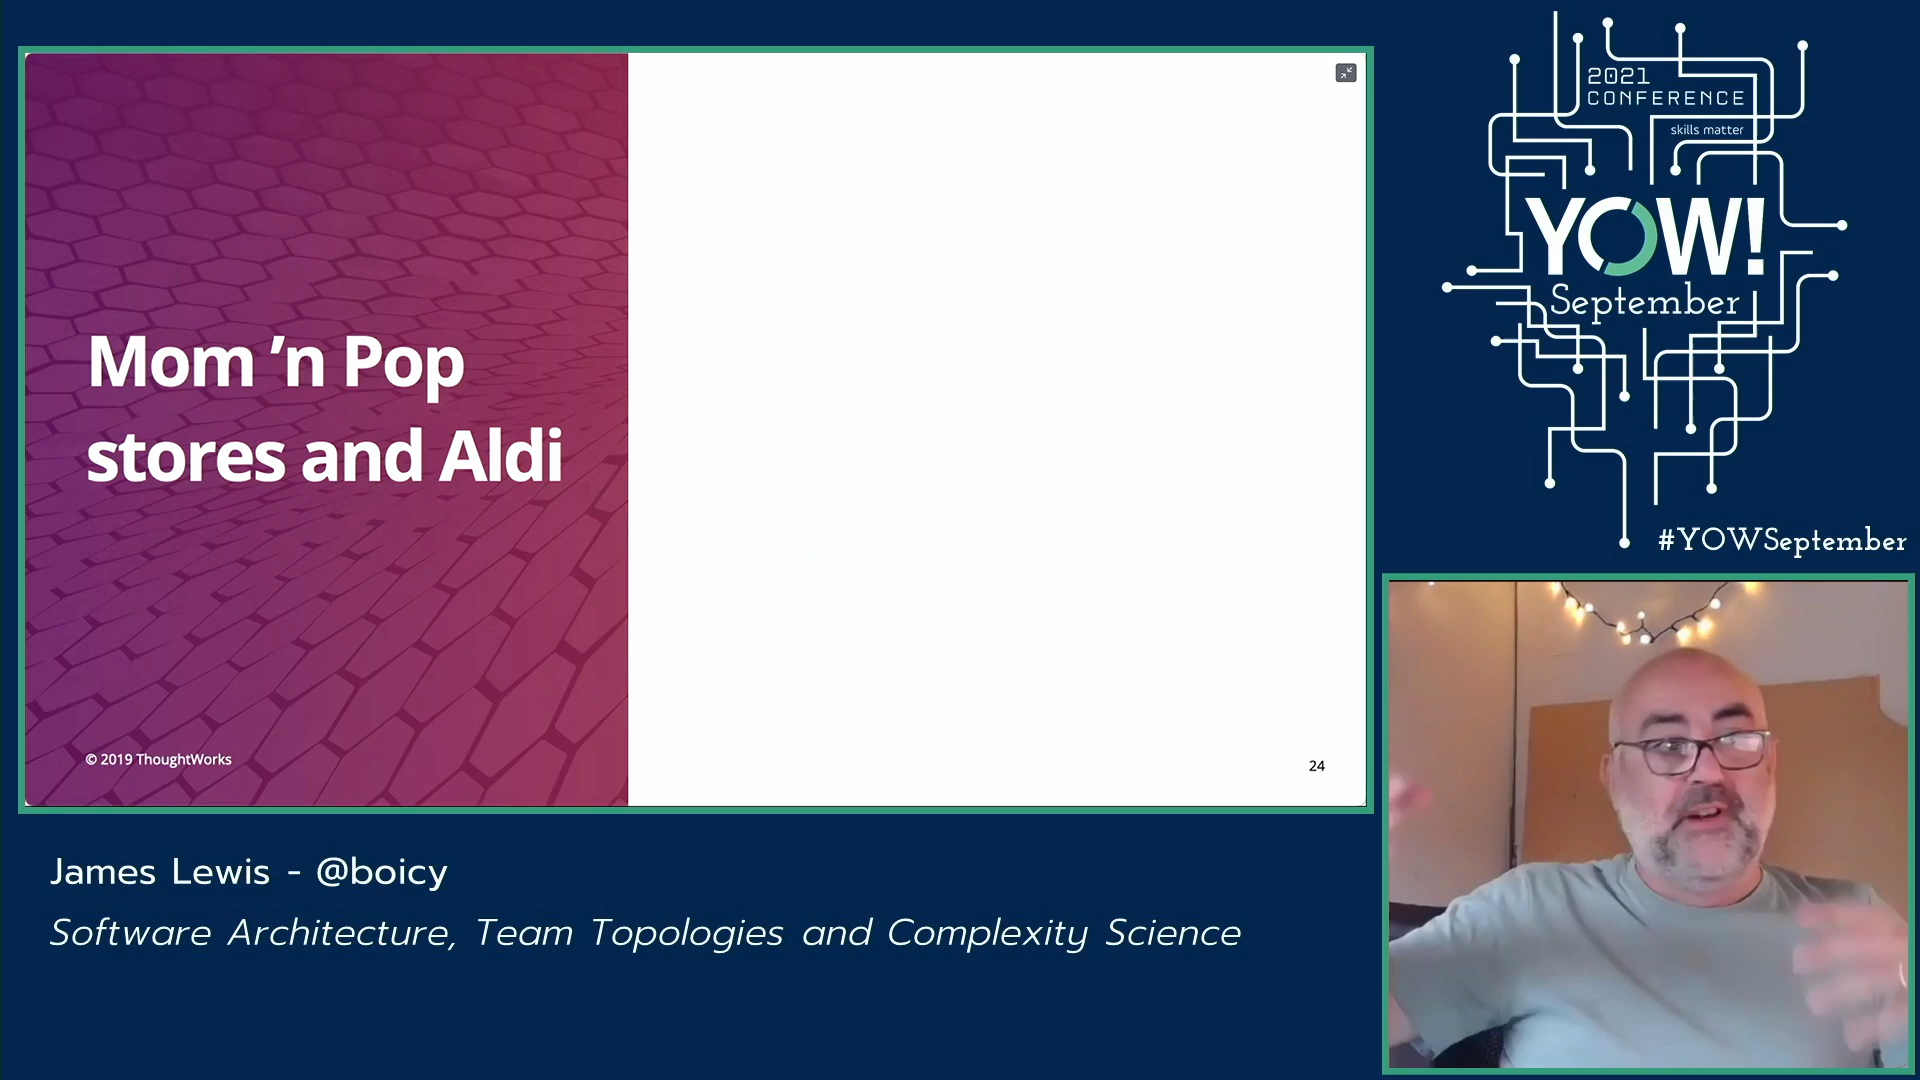 Mom ’n Pop
stores and Aldi
© 2019 ThoughtWorks
24
2021
CONFERENCE
skills matter
YOW!
September
#YOWSeptember
James Lewis - @boicy
Software Architecture, Team Topologies and Complexity Science